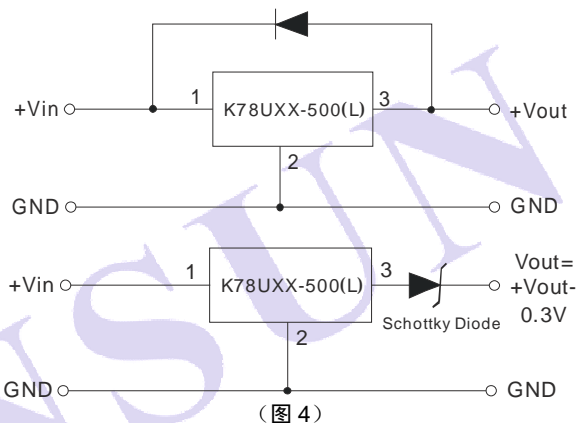 +Vin
1
K78UXX-500(L)
3
+Vout
2
GND
GND
+Vin
1
K78UXX-500(L)
3
Schottky Diode
Vout=
+Vout-
0.3V
2
GND
GND
(图 4)
NSUN